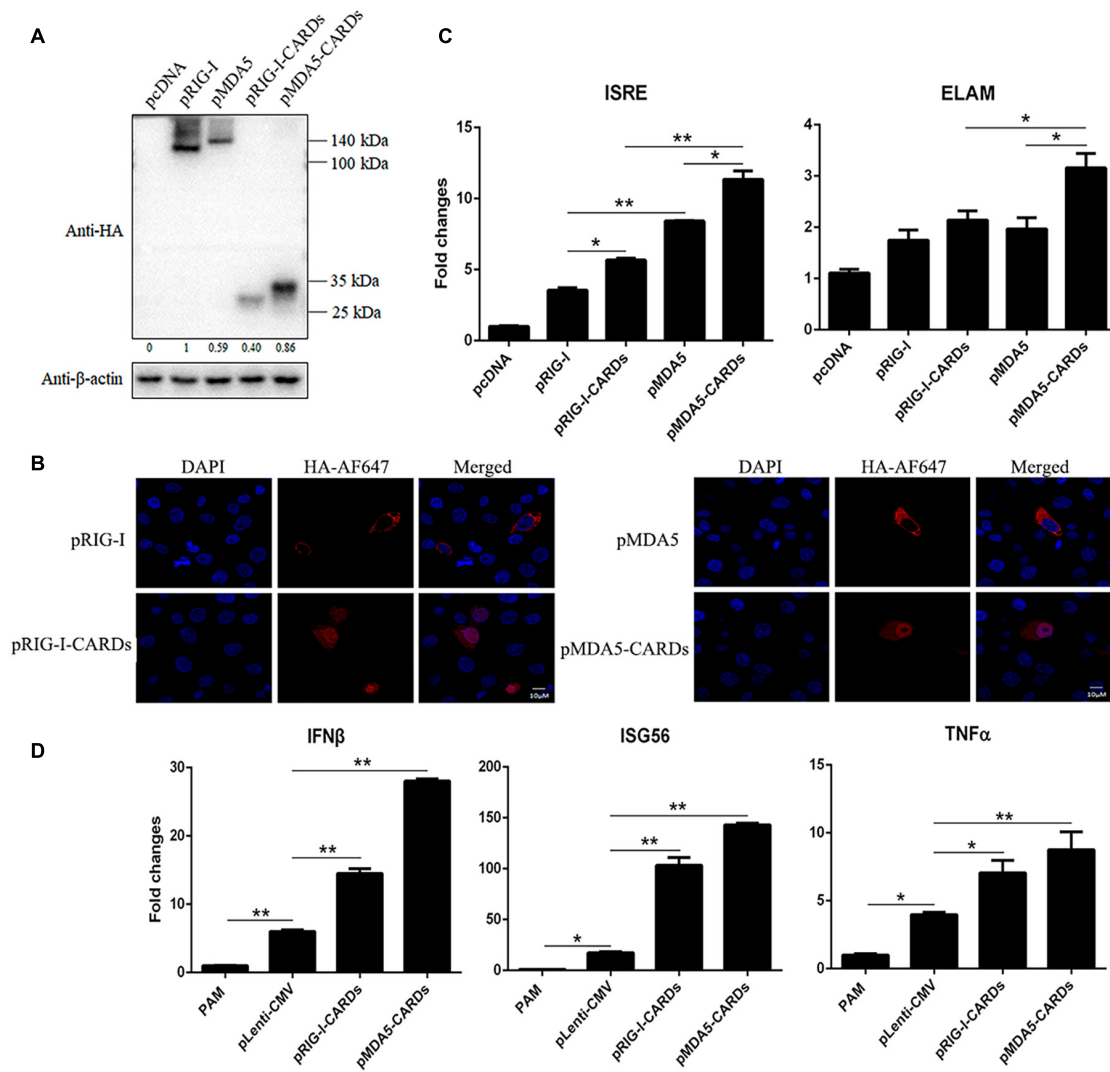 A
pcDNA
pRIG-I
pMDA5
pRIG-I-CARDs
pMDA5-CARDs
140 kDa
100 kDa
Anti-HA
35 kDa
25 kDa
0 1 0.59 0.40 0.86
Anti-β-actin
C
ISRE
Fold changes
15
10
5
0
**
*
**
*
pcDNA
pRIG-I
pRIG-I-CARDs
pMDA5
pMDA5-CARDs
ELAM
4
3
2
1
0
*
*
pcDNA
pRIG-I
pRIG-I-CARDs
pMDA5
pMDA5-CARDs
B
DAPI HA-AF647 Merged
pRIG-I
pRIG-I-CARDs
10μM
DAPI HA-AF647 Merged
pMDA5
pMDA5-CARDs
10μM
D
IFNβ
Fold changes
30
20
10
0
**
**
**
PAM
pLenti-CMV
pRIG-I-CARDs
pMDA5-CARDs
ISG56
200
150
100
50
0
**
**
*
PAM
pLenti-CMV
pRIG-I-CARDs
pMDA5-CARDs
TNFα
15
10
5
0
**
*
*
PAM
pLenti-CMV
pRIG-I-CARDs
pMDA5-CARDs